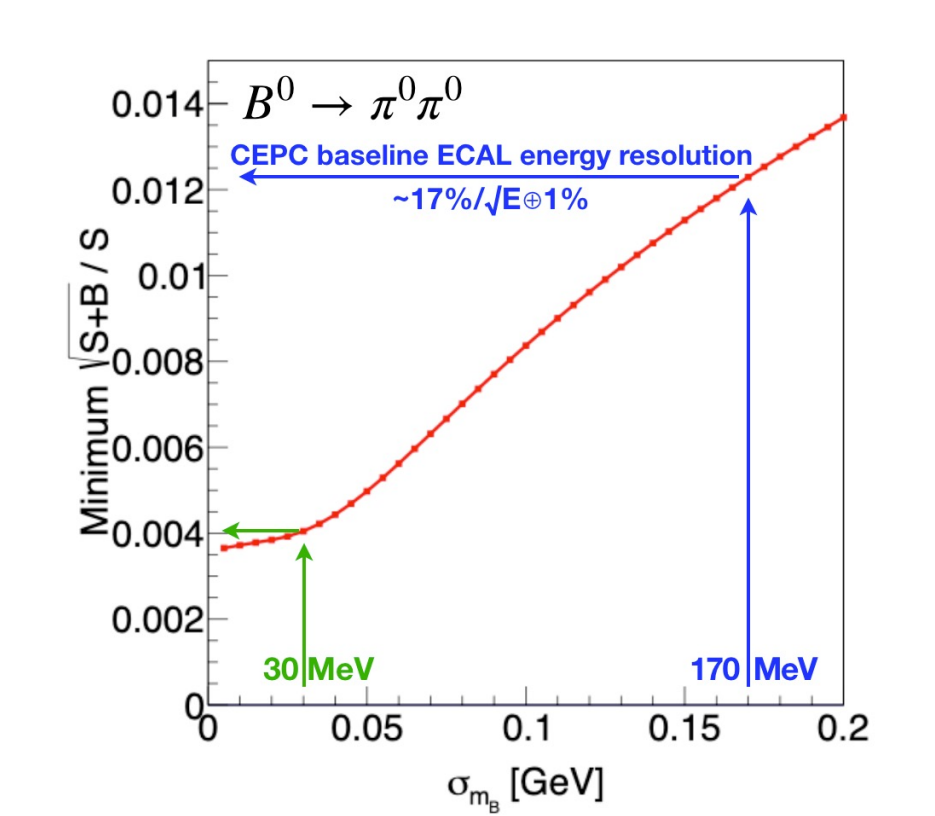 B⁰ → π⁰π⁰
CEPC baseline ECAL energy resolution
~17%/√E⊕1%
Minimum √S+B / S
0.014
0.012
0.01
0.008
0.006
0.004
0.002
0
30 MeV
170 MeV
0
0.05
0.1
0.15
0.2
σ_{m_B} [GeV]